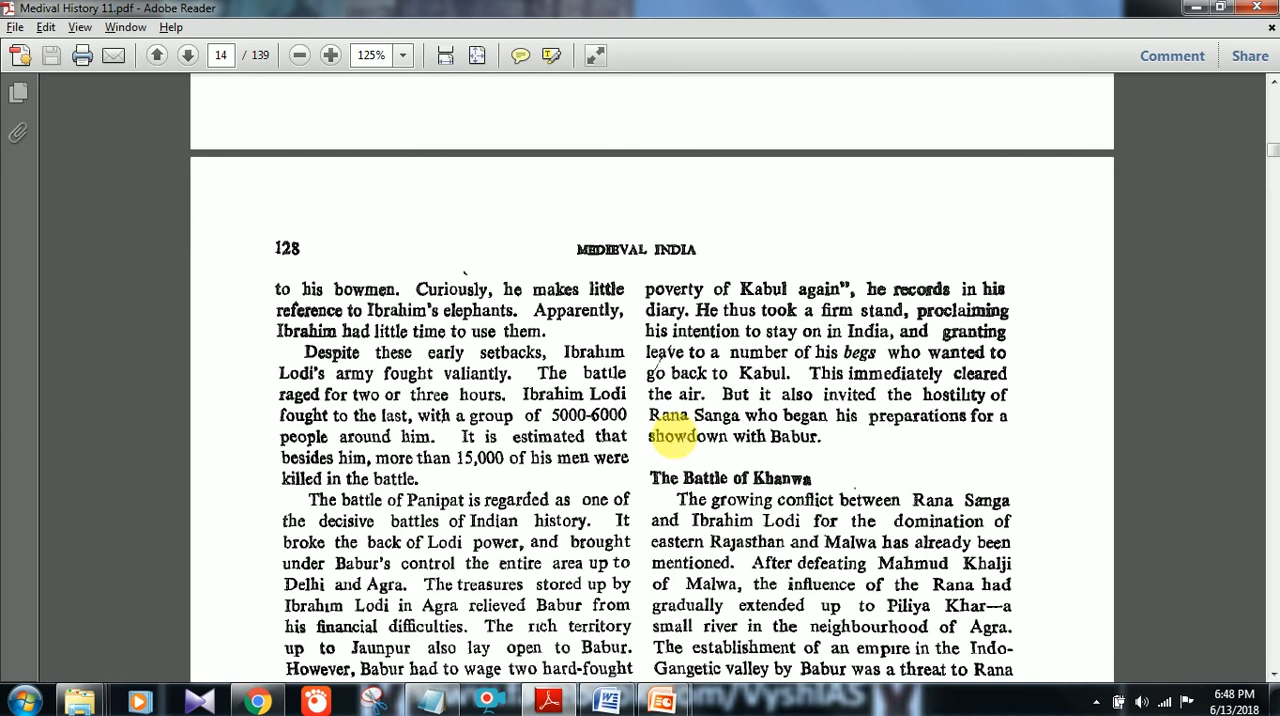 Medival History 11.pdf - Adobe Reader
File Edit View Window Help
14 / 139 125% Comment Share
128 MEDIEVAL INDIA
to his bowmen. Curiously, he makes little
reference to Ibrahim's elephants. Apparently,
Ibrahim had little time to use them.
Despite these early setbacks, Ibrahim
Lodi's army fought valiantly. The battle
raged for two or three hours. Ibrahim Lodi
fought to the last, with a group of 5000-6000
people around him. It is estimated that
besides him, more than 15,000 of his men were
killed in the battle.
The battle of Panipat is regarded as one of
the decisive battles of Indian history. It
broke the back of Lodi power, and brought
under Babur's control the entire area up to
Delhi and Agra. The treasures stored up by
Ibrahim Lodi in Agra relieved Babur from
his financial difficulties. The rich territory
up to Jaunpur also lay open to Babur.
However, Babur had to wage two hard-fought
poverty of Kabul again", he records in his
diary. He thus took a firm stand, proclaiming
his intention to stay on in India, and granting
leave to a number of his begs who wanted to
go back to Kabul. This immediately cleared
the air. But it also invited the hostility of
Rana Sanga who began his preparations for a
showdown with Babur.
The Battle of Khanwa
The growing conflict between Rana Sanga
and Ibrahim Lodi for the domination of
eastern Rajasthan and Malwa has already been
mentioned. After defeating Mahmud Khalji
of Malwa, the influence of the Rana had
gradually extended up to Piliya Khar—a
small river in the neighbourhood of Agra.
The establishment of an empire in the Indo-
Gangetic valley by Babur was a threat to Rana
6:48 PM
6/13/2018